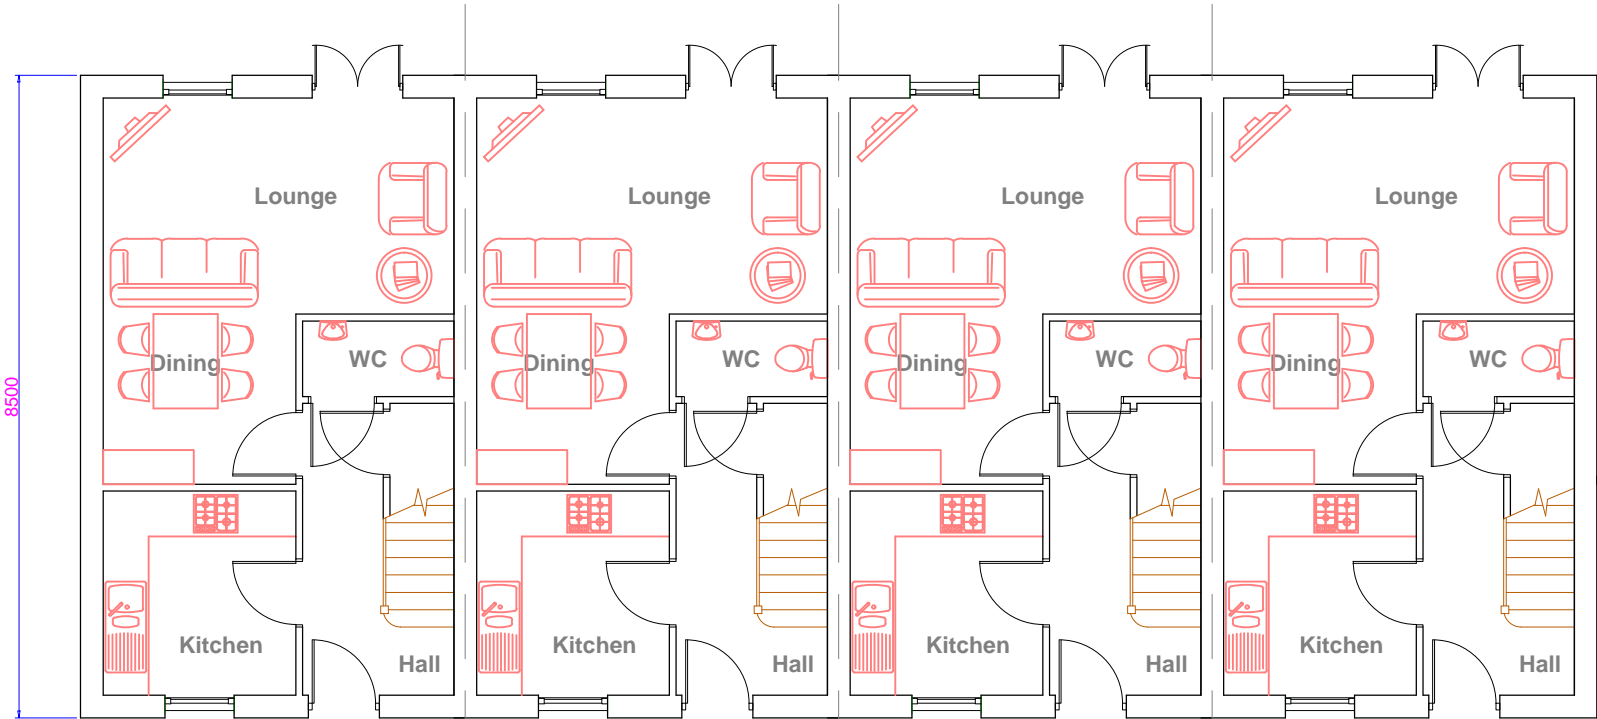 Lounge Lounge Lounge Lounge
WC WC WC WC
Dining Dining Dining Dining
8500
Kitchen Kitchen Kitchen Kitchen
Hall Hall Hall Hall